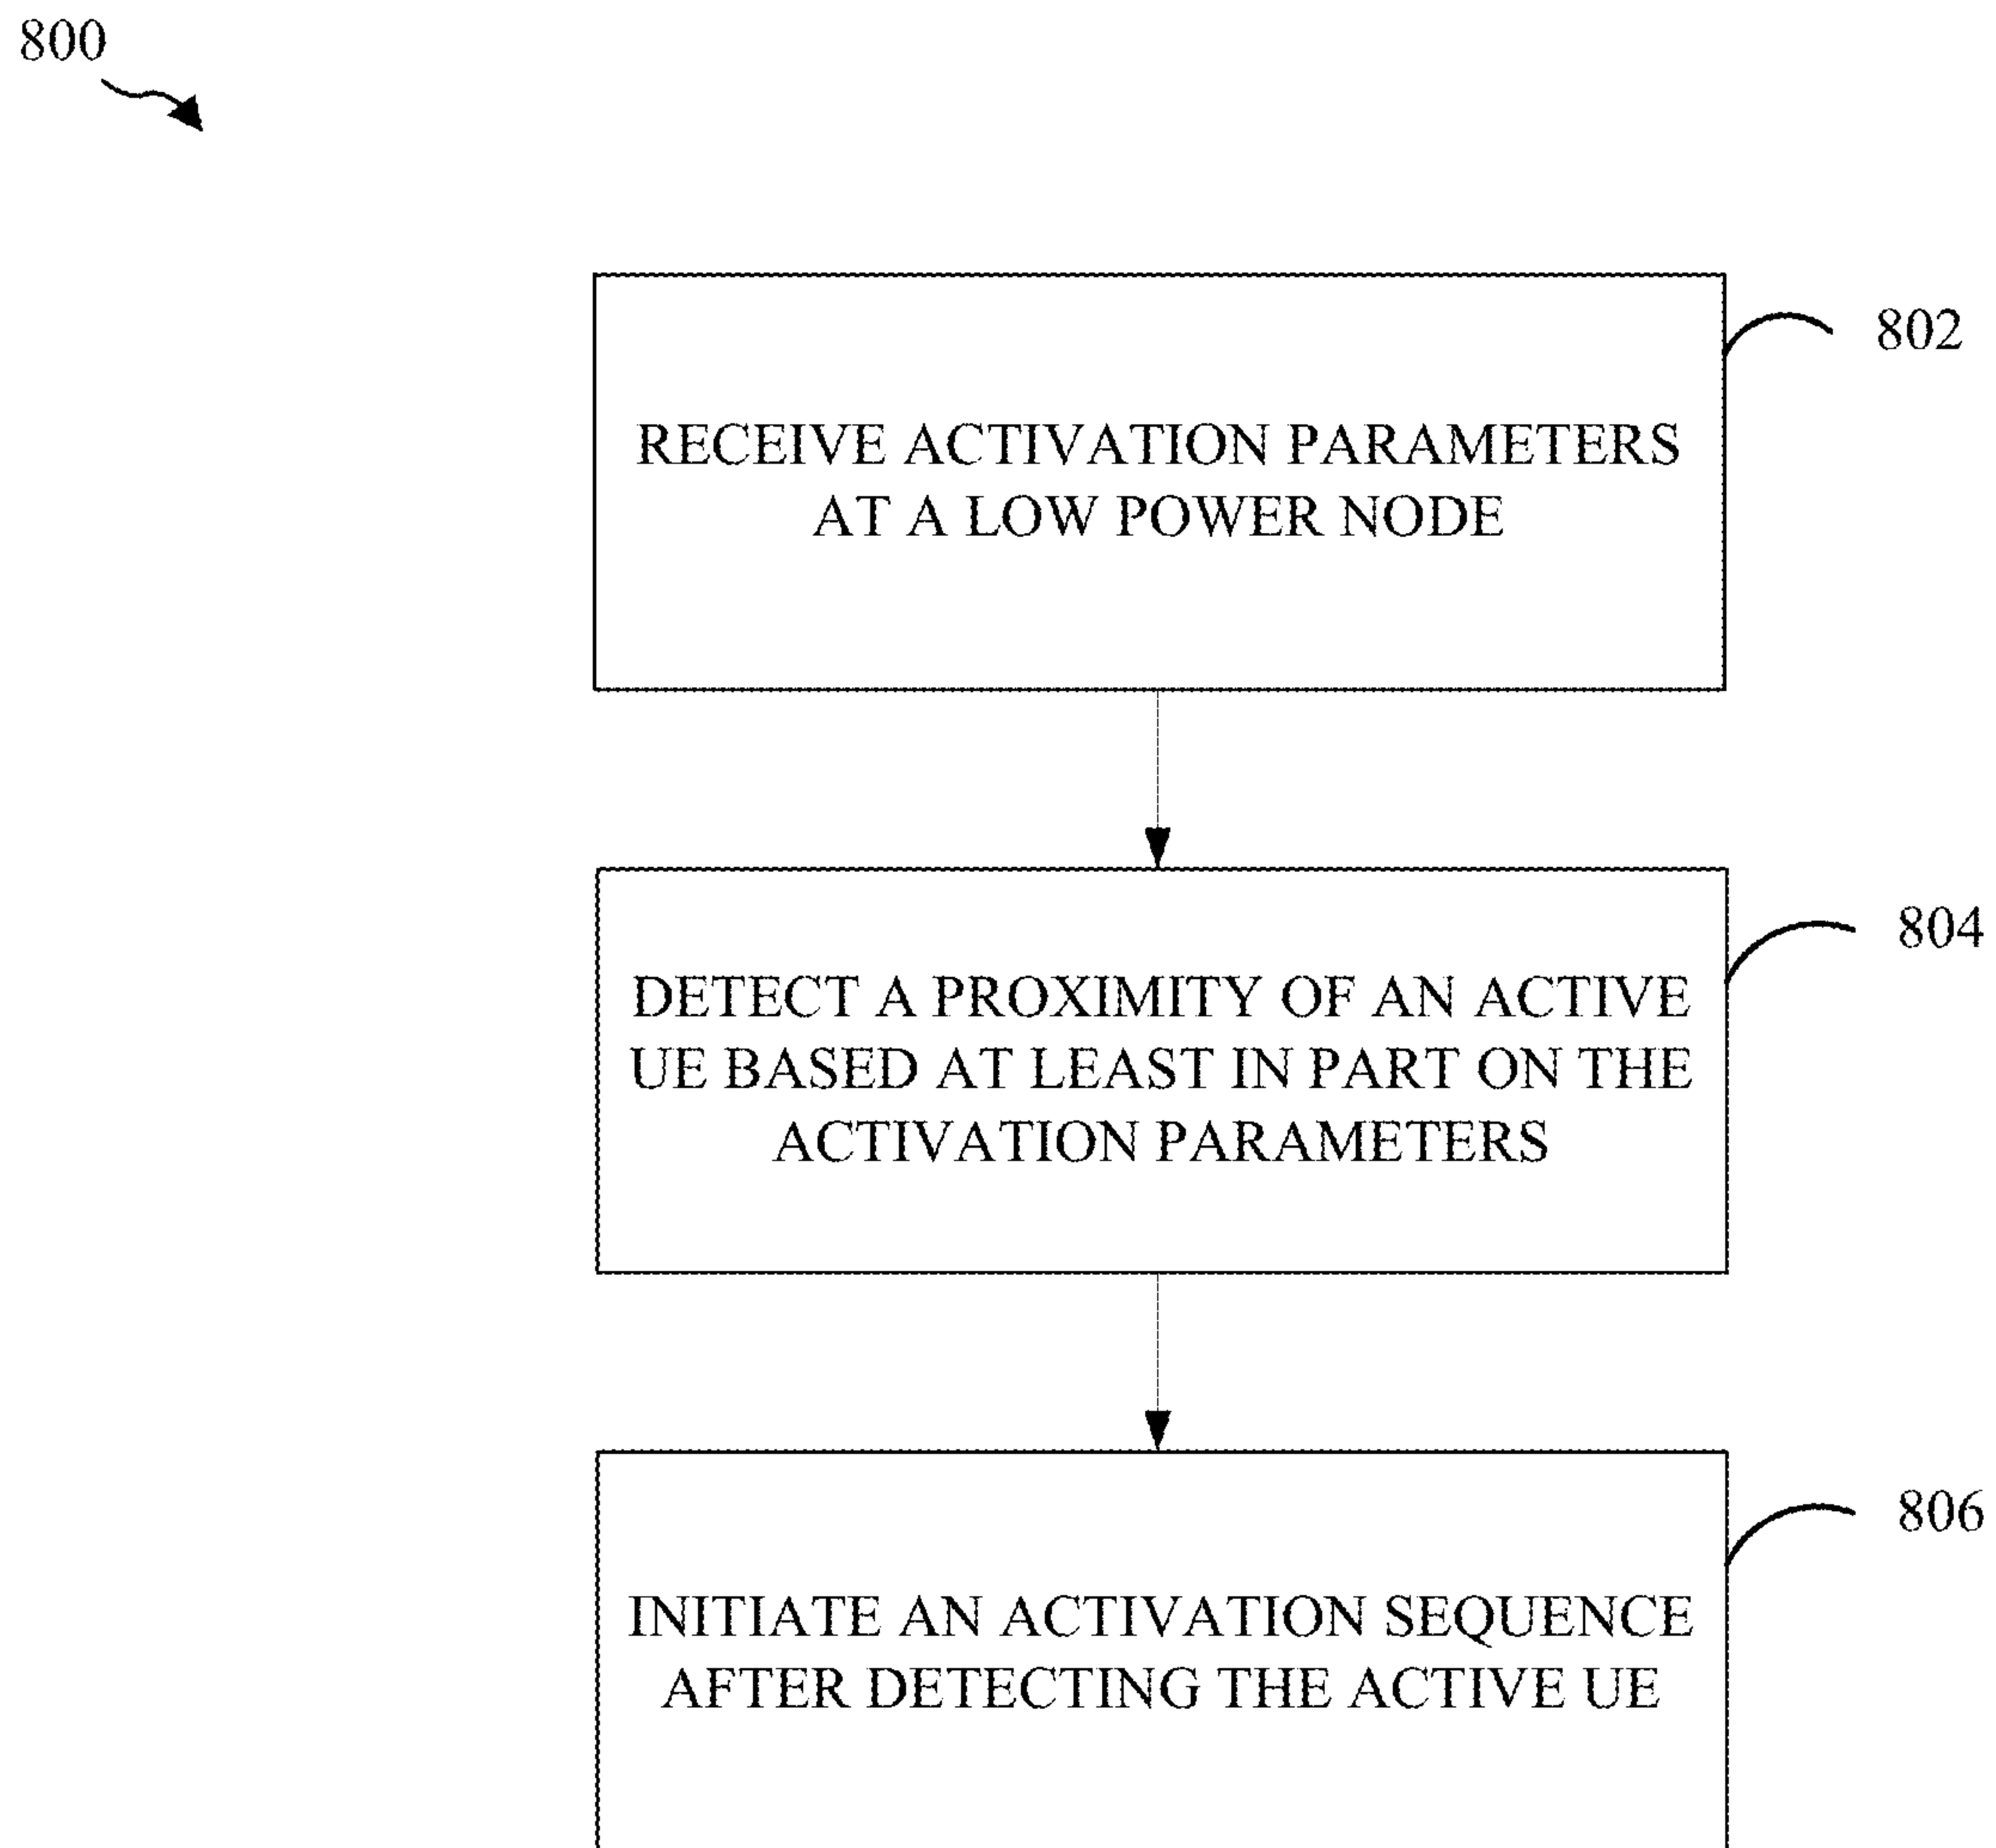 800
802
RECEIVE ACTIVATION PARAMETERS
AT A LOW POWER NODE
804
DETECT A PROXIMITY OF AN ACTIVE
UE BASED AT LEAST IN PART ON THE
ACTIVATION PARAMETERS
806
INITIATE AN ACTIVATION SEQUENCE
AFTER DETECTING THE ACTIVE UE